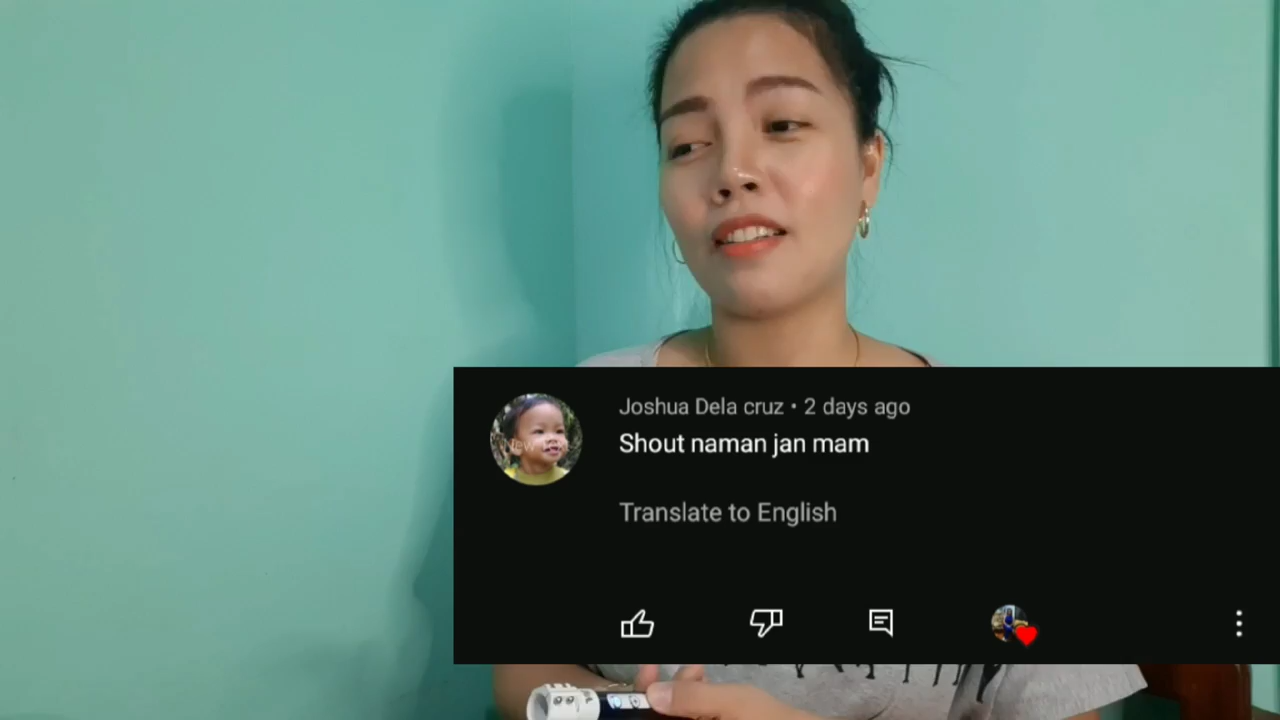 Joshua Dela cruz • 2 days ago
Shout naman jan mam
Translate to English